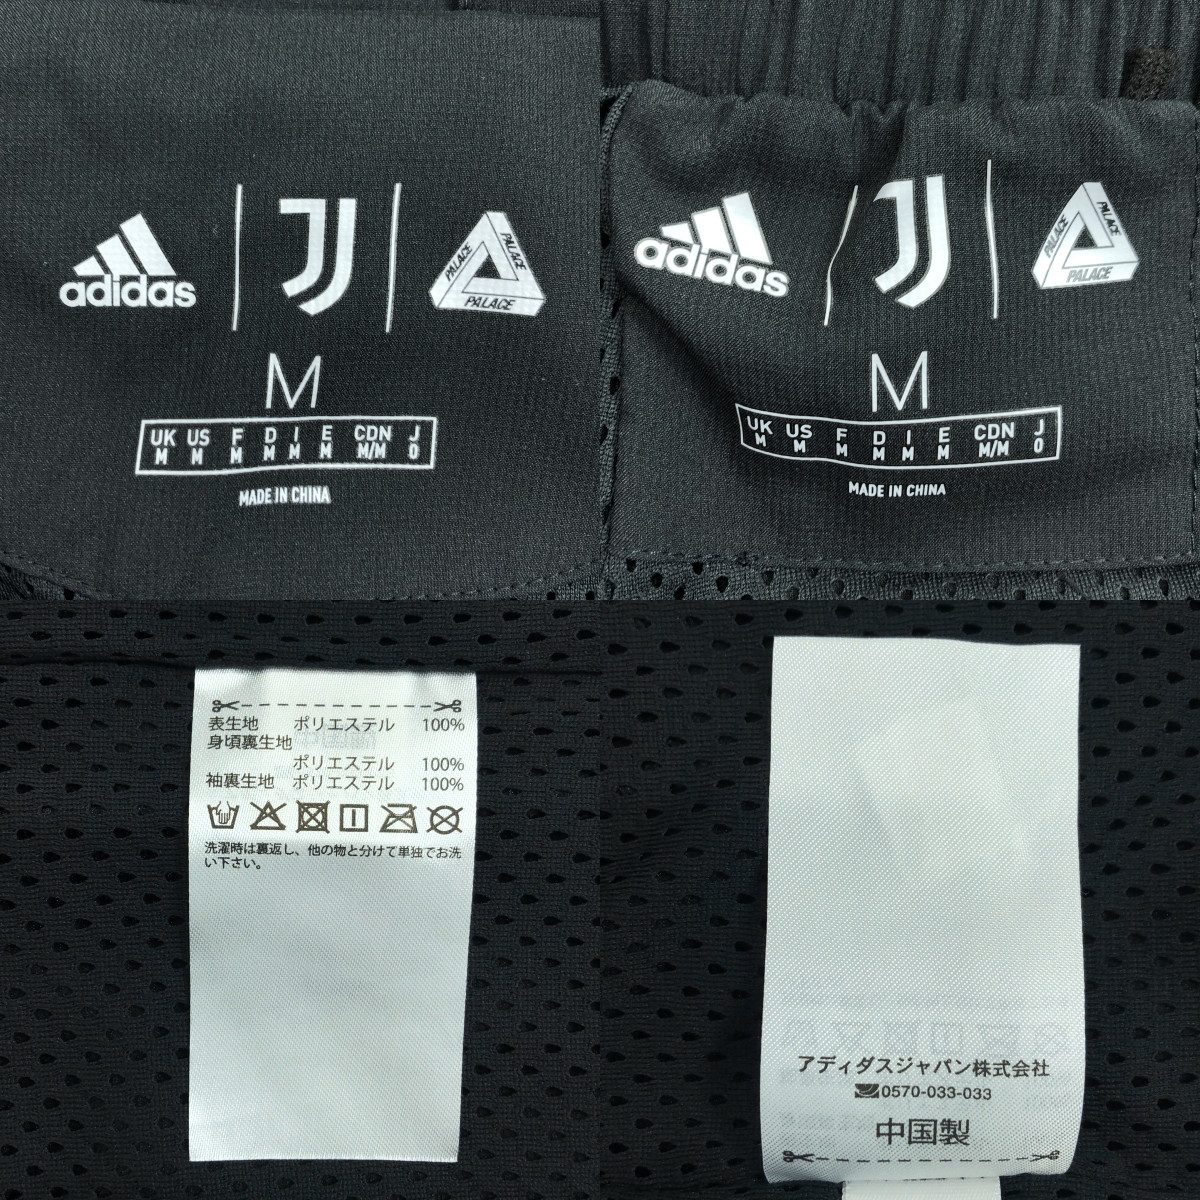 adidas
PALACE
PALACE
PALACE
M
UK US F D I E CDN J
M M M M M M M/M O
MADE IN CHINA
adidas
PALACE
PALACE
PALACE
M
UK US F D I E CDN J
M M M M M M M/M O
MADE IN CHINA
表生地 ポリエステル 100%
身頃裏生地
ポリエステル 100%
袖裏生地 ポリエステル 100%
洗濯時は裏返し、他の物と分けて単独でお洗
い下さい。
アディダスジャパン株式会社
0570-033-033
中国製